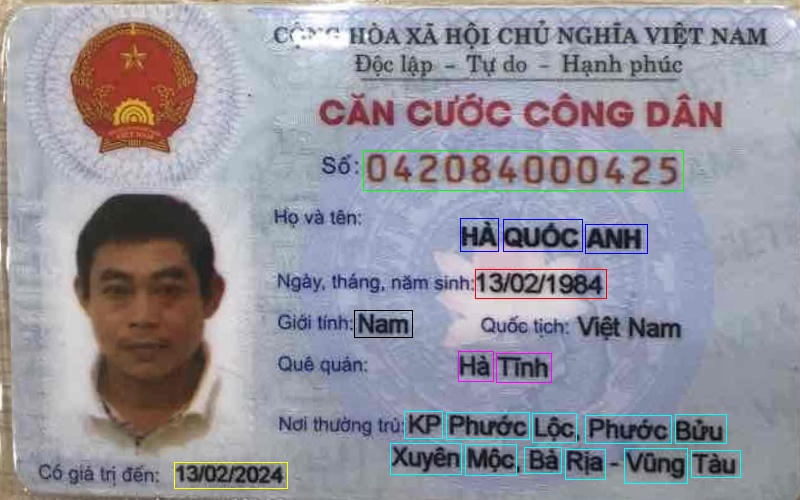 CỘNG HÒA XÃ HỘI CHỦ NGHĨA VIỆT NAM
Độc lập - Tự do - Hạnh phúc
CĂN CƯỚC CÔNG DÂN
Số: 042084000425
Họ và tên:
HÀ QUỐC ANH
Ngày, tháng, năm sinh: 13/02/1984
Giới tính: Nam Quốc tịch: Việt Nam
Quê quán: Hà Tĩnh
Nơi thường trú: KP Phước Lộc, Phước Bửu
Xuyên Mộc, Bà Rịa - Vũng Tàu
Có giá trị đến: 13/02/2024